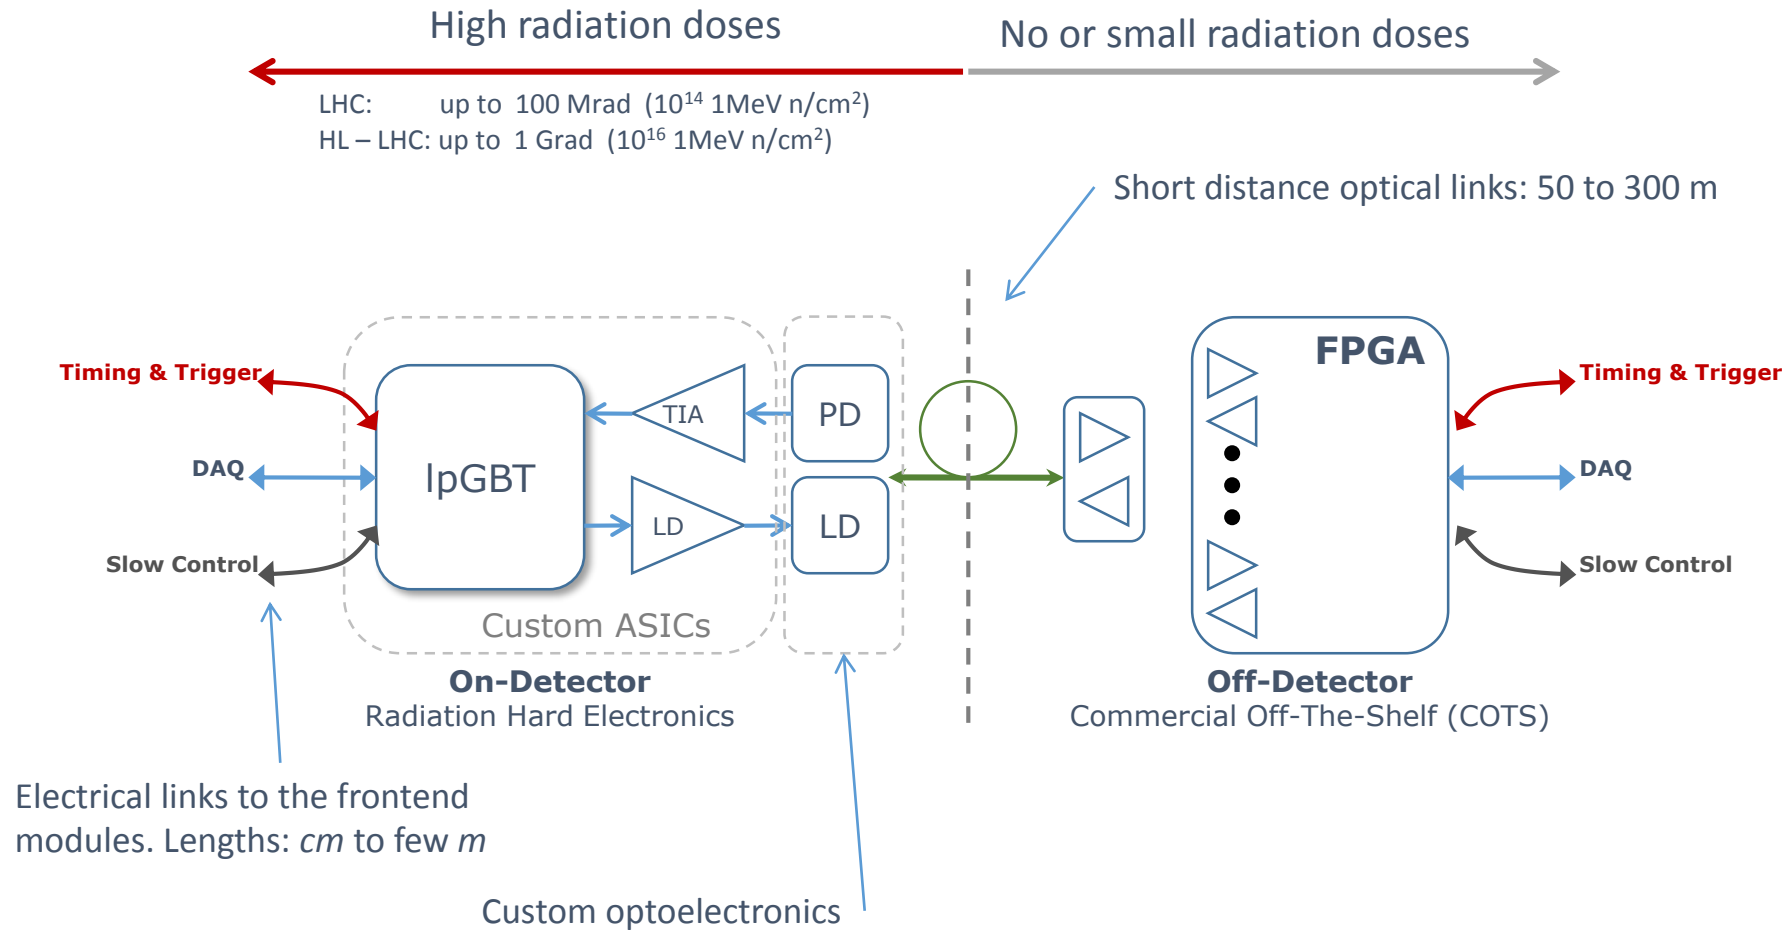 High radiation doses
No or small radiation doses
LHC: up to 100 Mrad (10¹⁴ 1MeV n/cm²)
HL – LHC: up to 1 Grad (10¹⁶ 1MeV n/cm²)
Short distance optical links: 50 to 300 m
FPGA
Timing & Trigger
TIA
PD
Timing & Trigger
DAQ
lpGBT
DAQ
LD
LD
Slow Control
Slow Control
Custom ASICs
On-Detector
Radiation Hard Electronics
Off-Detector
Commercial Off-The-Shelf (COTS)
Electrical links to the frontend
modules. Lengths: cm to few m
Custom optoelectronics